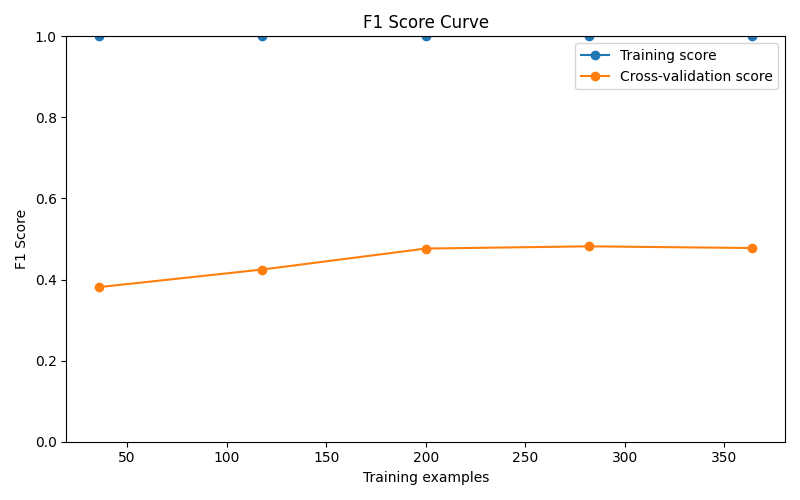 F1 Score Curve
Training score
Cross-validation score
F1 Score
1.0
0.8
0.6
0.4
0.2
0.0
50 100 150 200 250 300 350
Training examples